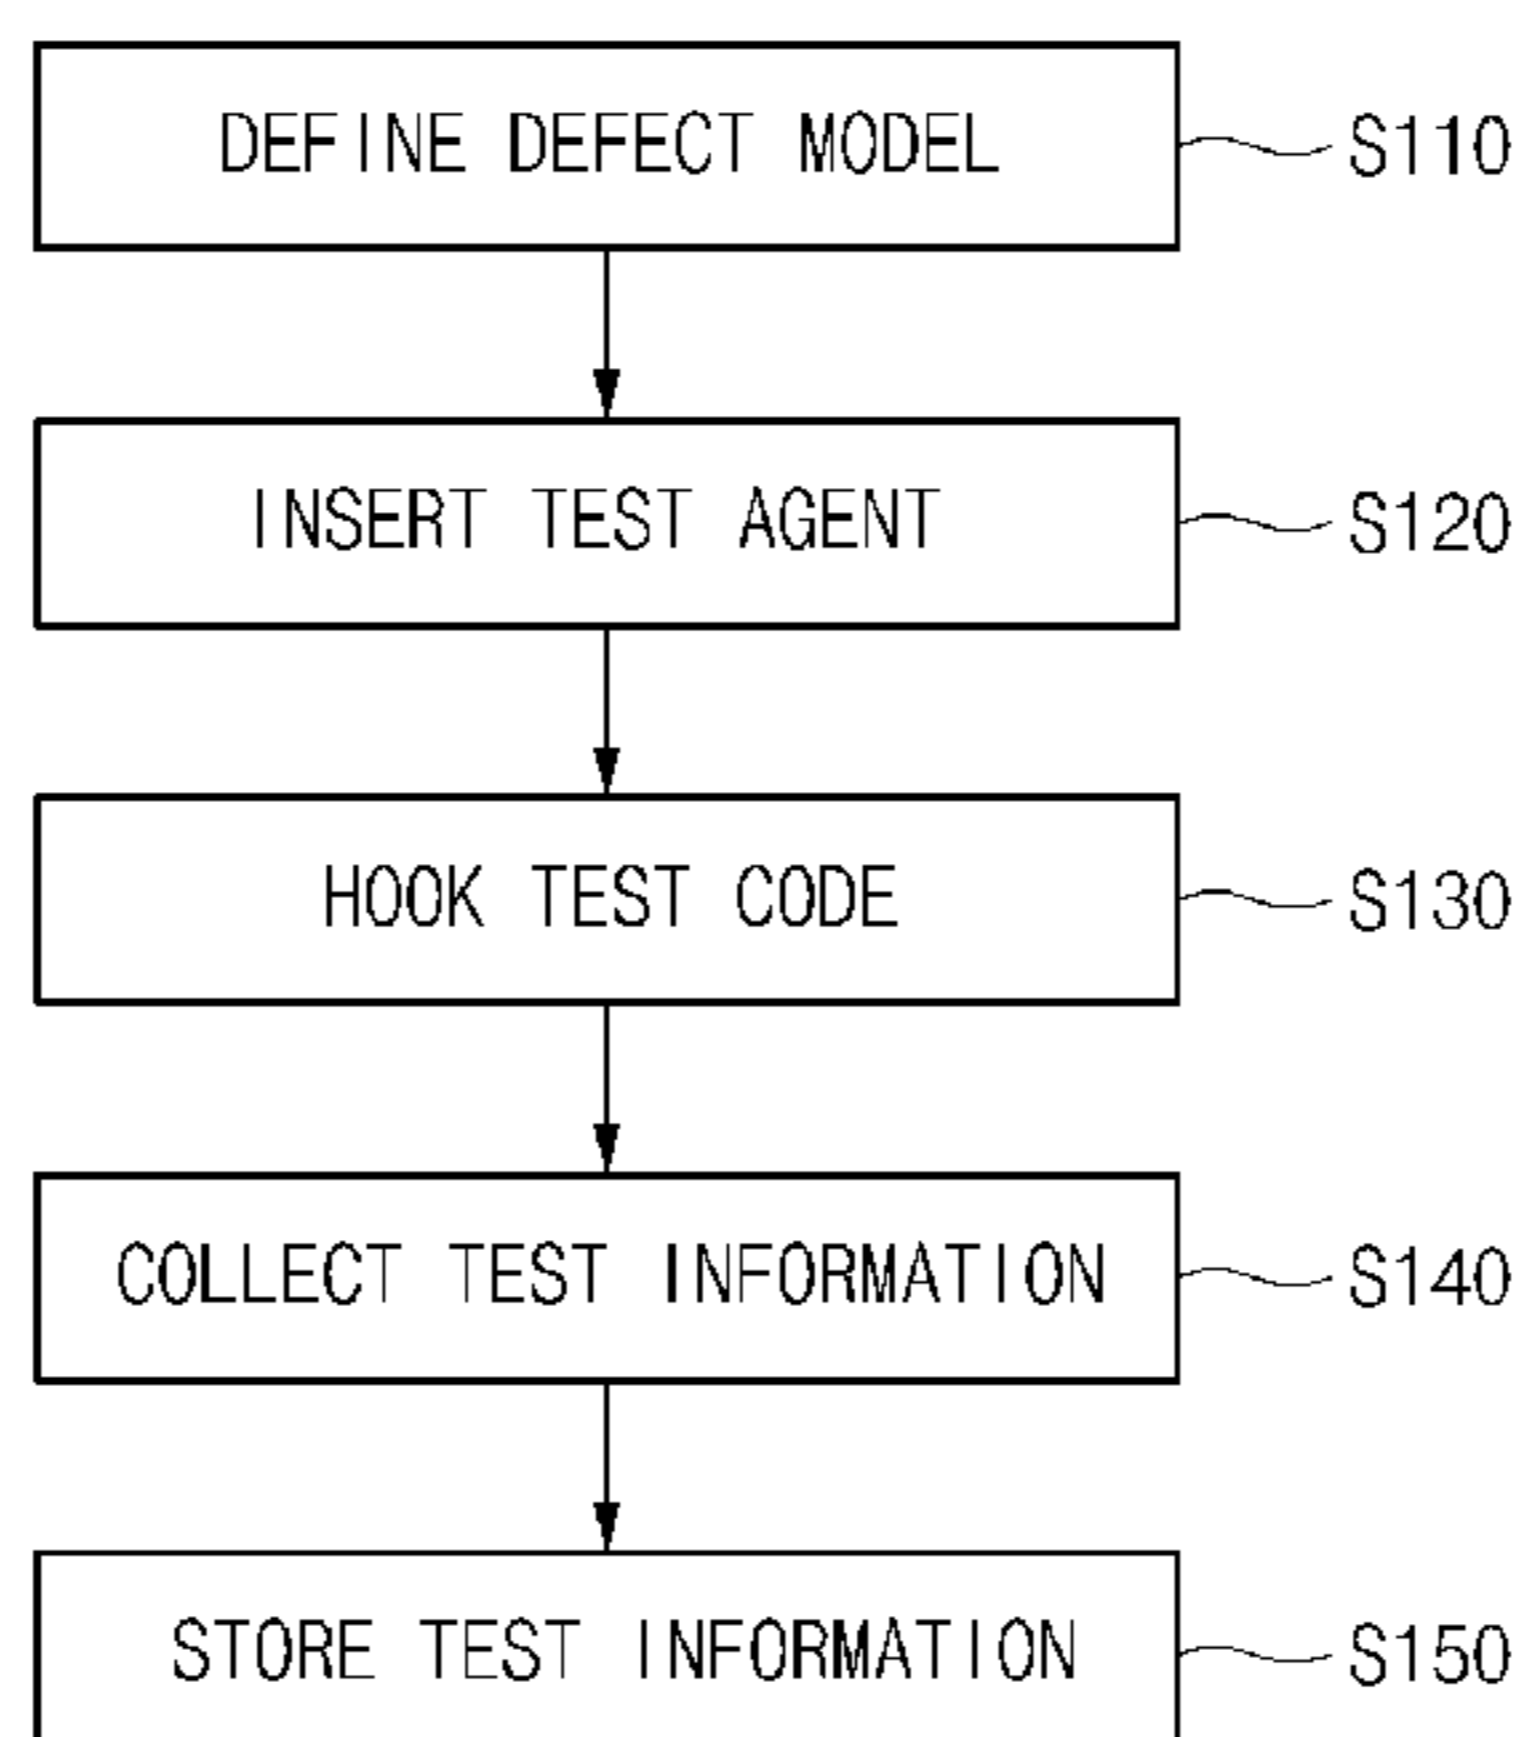 DEFINE DEFECT MODEL S110
INSERT TEST AGENT S120
HOOK TEST CODE S130
COLLECT TEST INFORMATION S140
STORE TEST INFORMATION S150